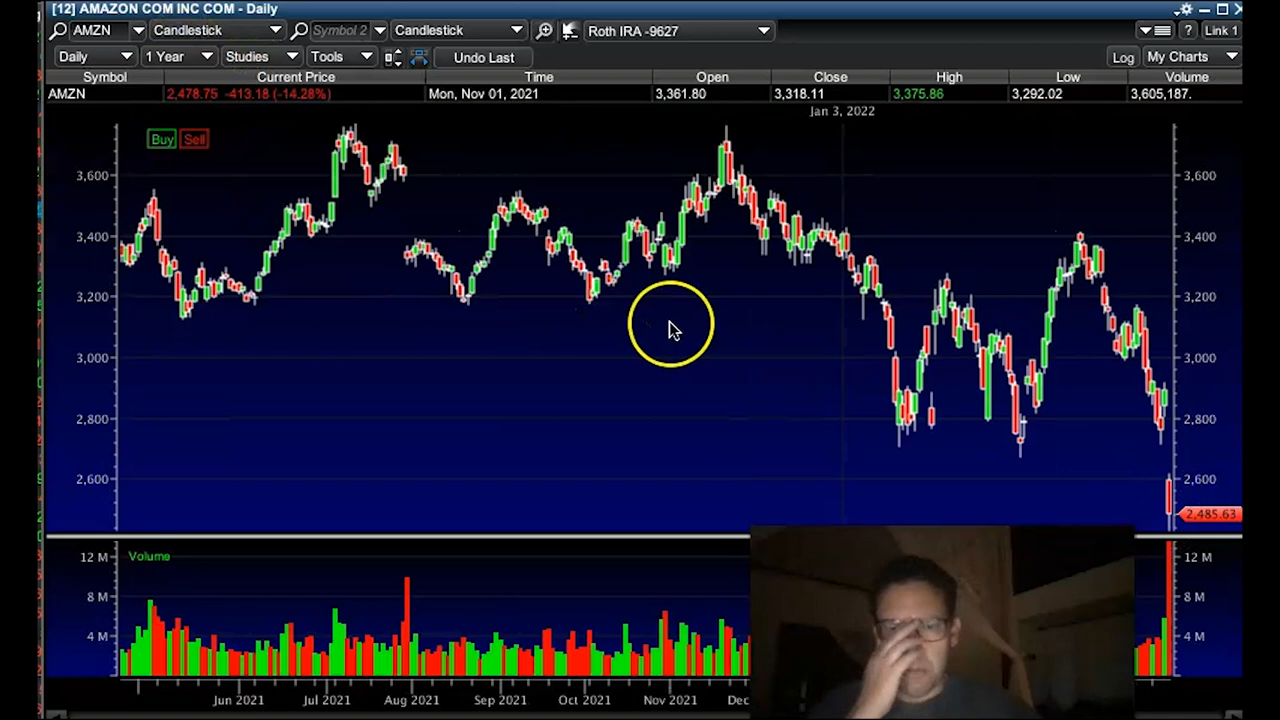 [12] AMAZON COM INC COM - Daily
AMZN Candlestick Symbol 2 Candlestick Roth IRA -9627 ? Link 1
Daily 1 Year Studies Tools Undo Last Log My Charts
Symbol Current Price Time Open Close High Low Volume
AMZN 2,478.75 -413.18 (-14.28%) Mon, Nov 01, 2021 3,361.80 3,318.11 3,375.86 3,292.02 3,605,187.
Jan 3, 2022
Buy Sell
3,600 3,600
3,400 3,400
3,200 3,200
3,000 3,000
2,800 2,800
2,600 2,600
2,485.63
Volume
12 M 12 M
8 M 8 M
4 M 4 M
Jun 2021 Jul 2021 Aug 2021 Sep 2021 Oct 2021 Nov 2021 Dec